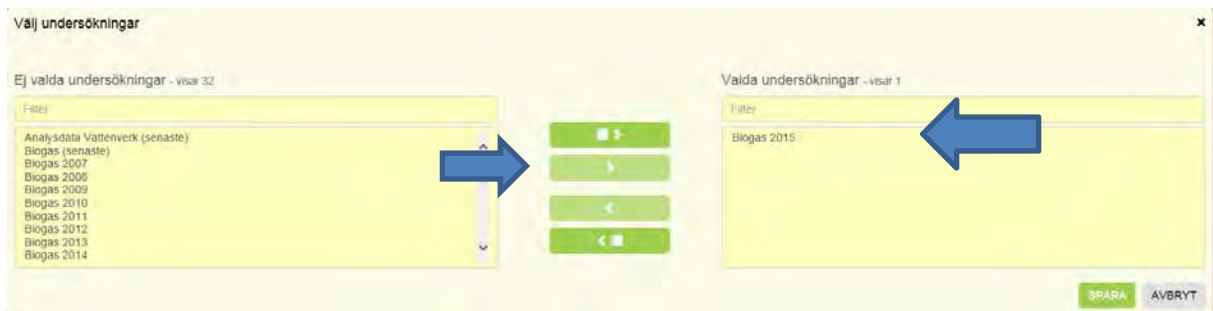 Välj undersökningar
Ej valda undersökningar - visar 32
Valda undersökningar - visar 1
Filter
Filter
Analysdata Vattenverk (senaste)
Biogas (senaste)
Biogas 2007
Biogas 2008
Biogas 2009
Biogas 2010
Biogas 2011
Biogas 2012
Biogas 2013
Biogas 2014
Biogas 2015
SPARA
AVBRYT